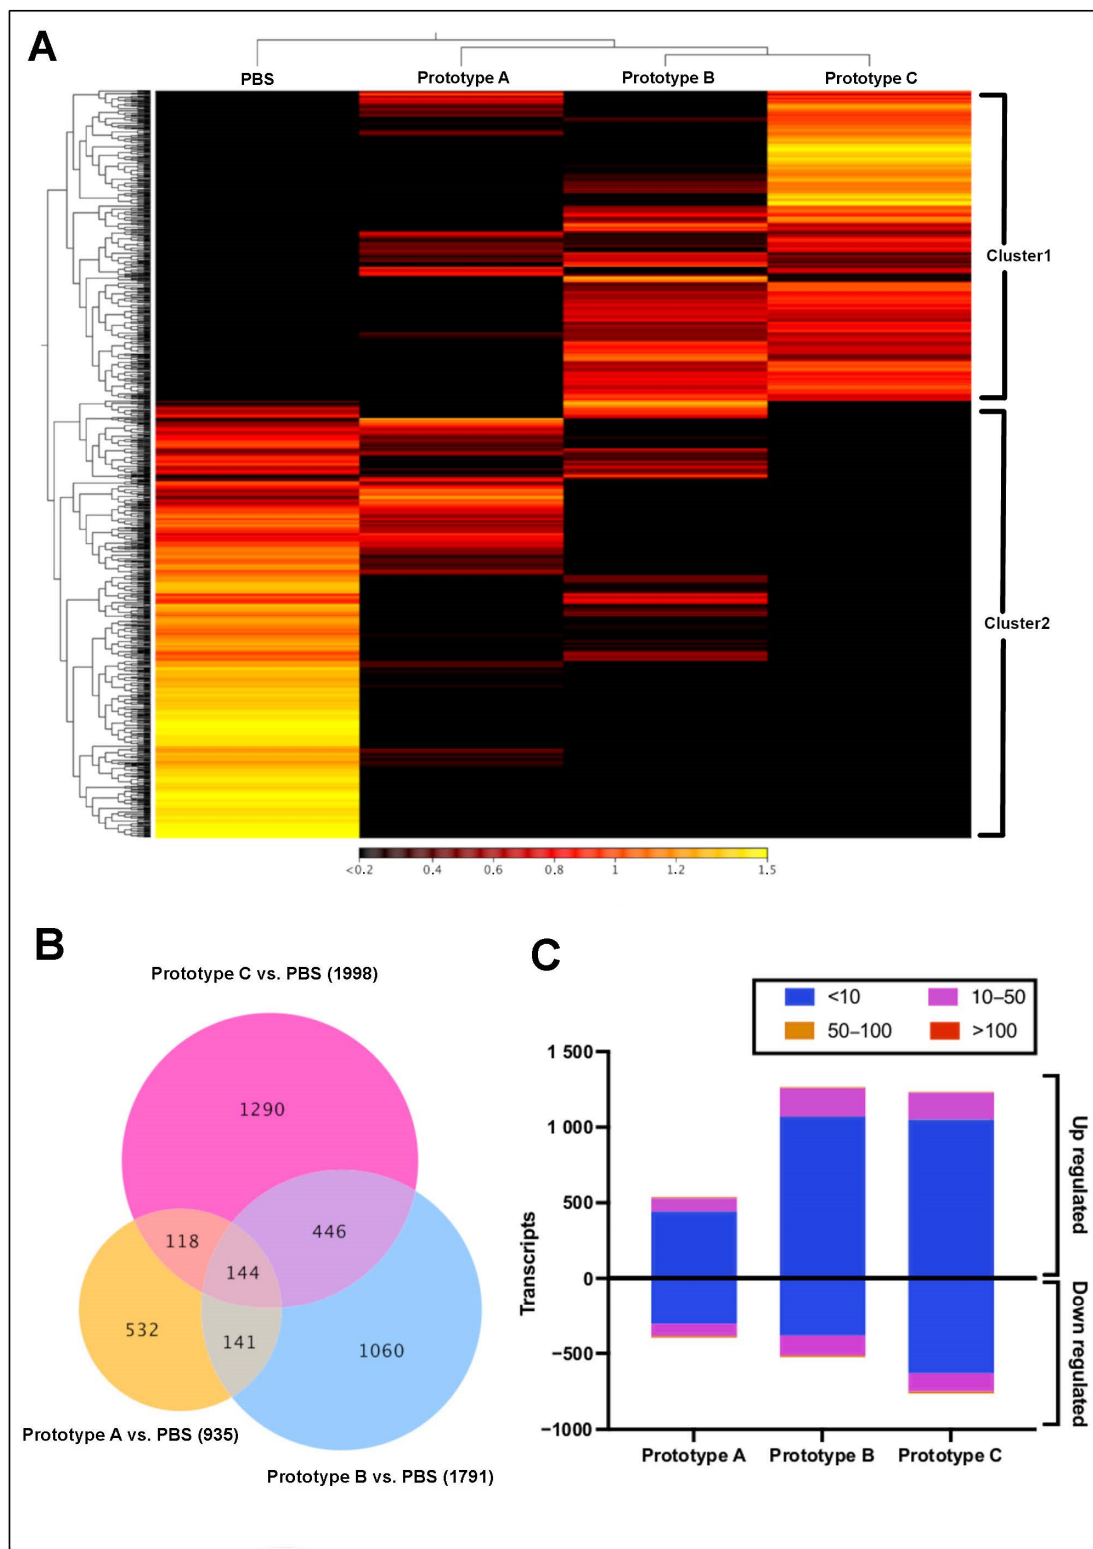 A
PBS
Prototype A
Prototype B
Prototype C
Cluster1
Cluster2
<0.2
0.4
0.6
0.8
1
1.2
1.5
B
Prototype C vs. PBS (1998)
1290
118
446
144
532
141
1060
Prototype A vs. PBS (935)
Prototype B vs. PBS (1791)
C
<10
10–50
50–100
>100
1 500
1 000
500
0
−500
−1000
Transcripts
Up regulated
Down regulated
Prototype A
Prototype B
Prototype C